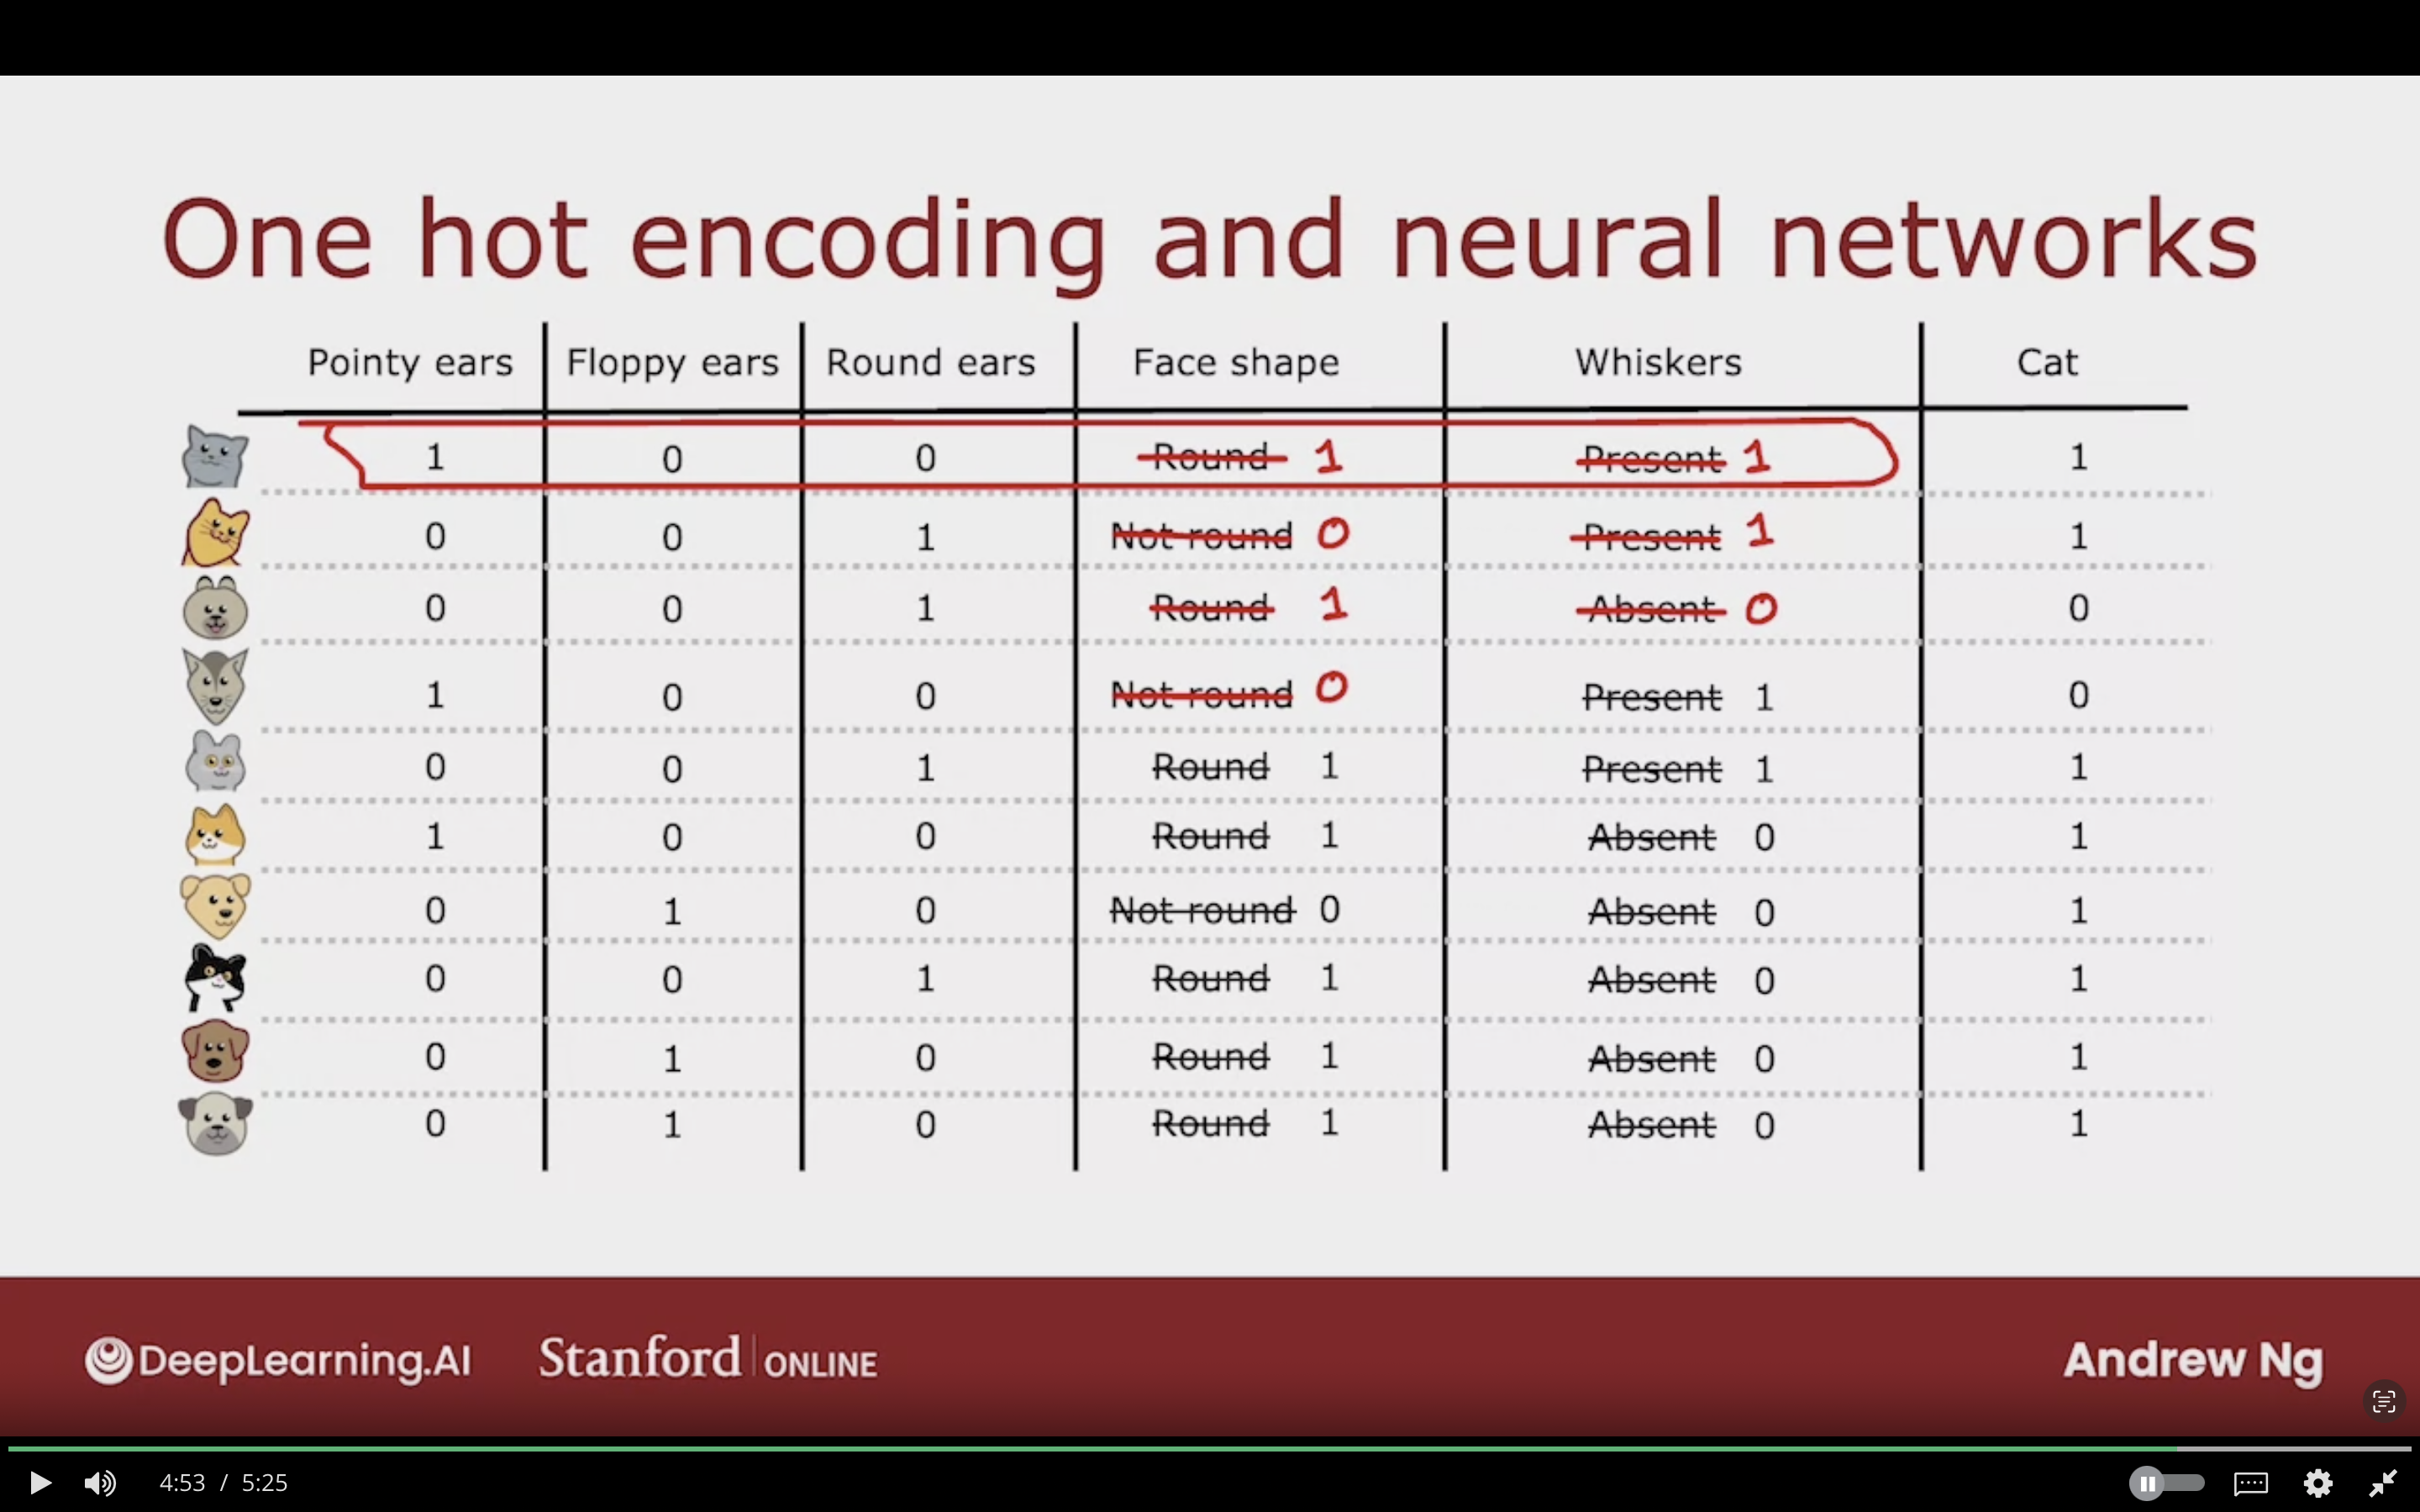 One hot encoding and neural networks
Pointy ears Floppy ears Round ears Face shape Whiskers Cat
1 0 0 Round 1 Present 1 1
0 0 1 Not round 0 Present 1 1
0 0 1 Round 1 Absent 0 0
1 0 0 Not round 0 Present 1 0
0 0 1 Round 1 Present 1 1
1 0 0 Round 1 Absent 0 1
0 1 0 Not round 0 Absent 0 1
0 0 1 Round 1 Absent 0 1
0 1 0 Round 1 Absent 0 1
0 1 0 Round 1 Absent 0 1
DeepLearning.AI Stanford ONLINE Andrew Ng
4:53 / 5:25